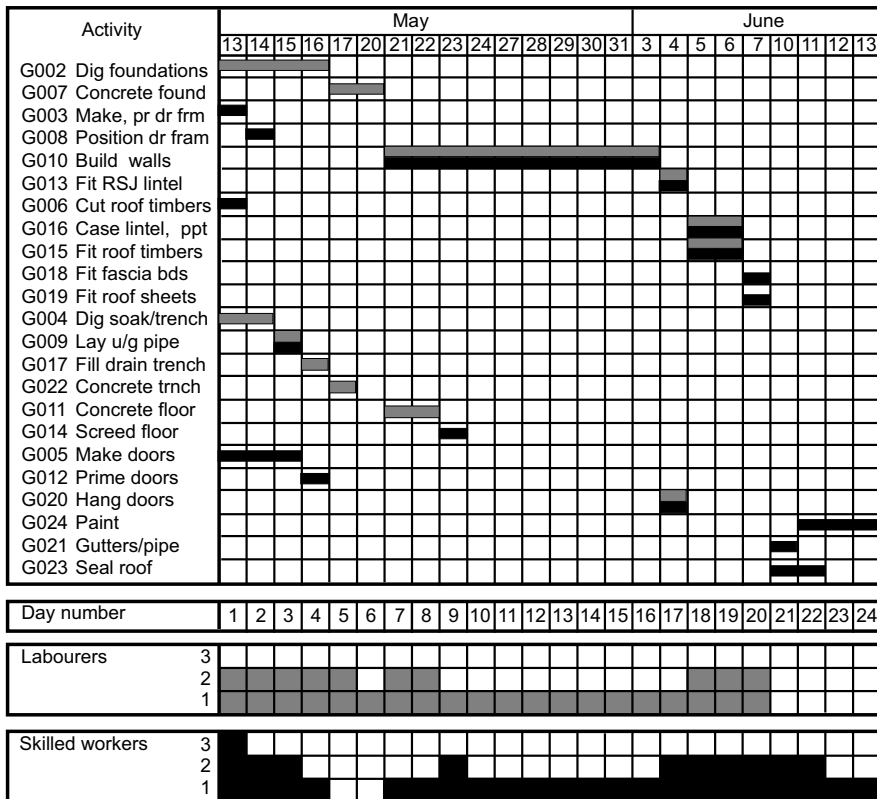 Activity
May
June
13 14 15 16 17 20 21 22 23 24 27 28 29 30 31 3 4 5 6 7 10 11 12 13
G002 Dig foundations
G007 Concrete found
G003 Make, pr dr frm
G008 Position dr fram
G010 Build walls
G013 Fit RSJ lintel
G006 Cut roof timbers
G016 Case lintel, ppt
G015 Fit roof timbers
G018 Fit fascia bds
G019 Fit roof sheets
G004 Dig soak/trench
G009 Lay u/g pipe
G017 Fill drain trench
G022 Concrete trnch
G011 Concrete floor
G014 Screed floor
G005 Make doors
G012 Prime doors
G020 Hang doors
G024 Paint
G021 Gutters/pipe
G023 Seal roof
Day number 1 2 3 4 5 6 7 8 9 10 11 12 13 14 15 16 17 18 19 20 21 22 23 24
Labourers 3
2
1
Skilled workers 3
2
1